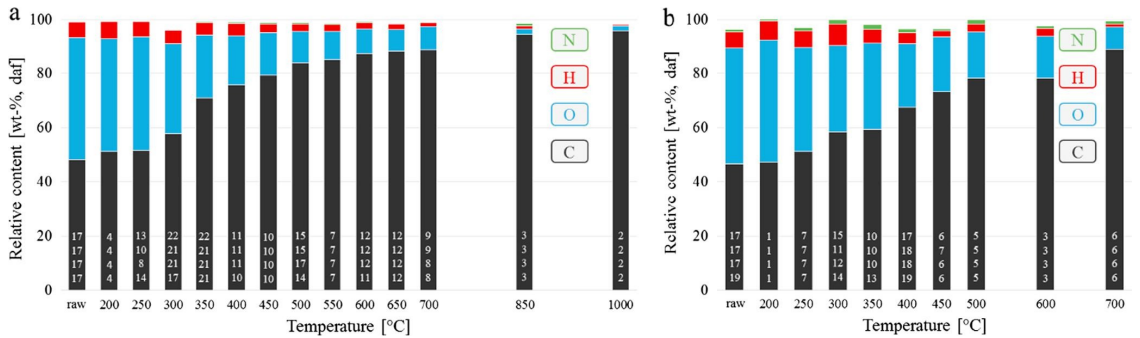 a
Relative content [wt-%, daf]
100
80
60
40
20
0
N
H
O
C
17 4 13 22 22 11 10 15 7 12 12 9 3 2
17 4 10 21 21 11 10 15 7 12 12 9 3 2
17 4 8 21 21 11 10 17 7 12 12 8 3 2
17 4 14 17 21 10 10 14 7 11 12 8 3 2
raw 200 250 300 350 400 450 500 550 600 650 700 850 1000
Temperature [°C]
b
Relative content [wt-%, daf]
100
80
60
40
20
0
N
H
O
C
17 1 7 15 10 17 6 5 3 6
17 1 7 11 10 18 7 5 3 6
17 1 7 12 10 18 6 5 3 6
19 1 7 14 13 19 6 5 3 6
raw 200 250 300 350 400 450 500 600 700
Temperature [°C]